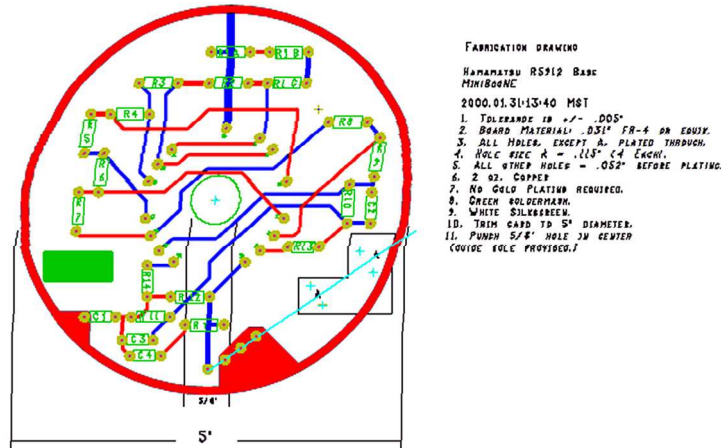 FABRICATION DRAWING
HAMAMATSU R5912 BASE
MINIBOONE
2000.01.31:13:40 MST
1. TOLERANCE IS +/- .005"
2. BOARD MATERIAL: .031" FR-4 OR EQUIV.
3. ALL HOLES, EXCEPT A, PLATED THROUGH.
4. HOLE SIZE A = .113" (4 EACH).
5. ALL OTHER HOLES = .052" BEFORE PLATING.
6. 2 OZ. COPPER
7. NO GOLD PLATING REQUIRED.
8. GREEN SOLDERMASK.
9. WHITE SILKSCREEN.
10. TRIM CARD TO 5" DIAMETER.
11. PUNCH 5/8" HOLE IN CENTER
(GUIDE HOLE PROVIDED.)
R1B
R3
R1C
R4
R8
R5
R6
R9
R7
R10
C2
R13
R14
R12
C1
R11
C3
C4
A
A
5/8"
5"